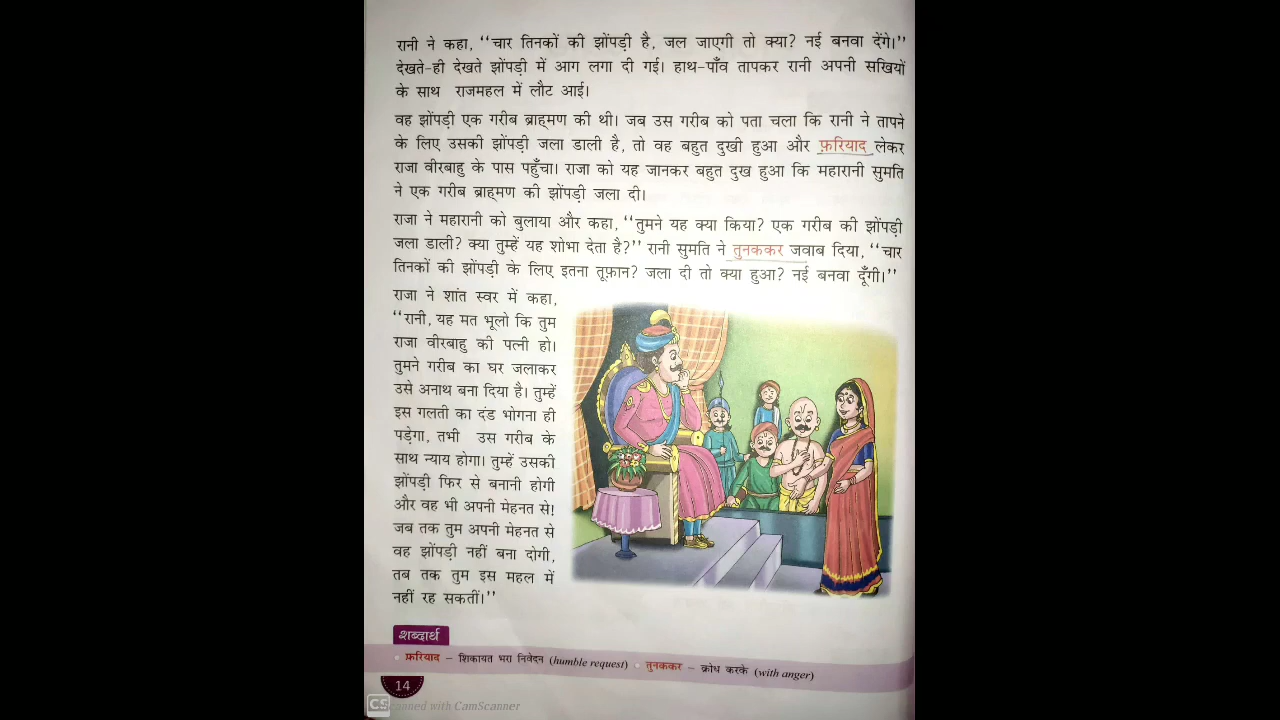 रानी ने कहा, ‘‘चार तिनकों की झोंपड़ी है, जल जाएगी तो क्या? नई बनवा देंगे।’’
देखते-ही देखते झोंपड़ी में आग लगा दी गई। हाथ-पाँव तापकर रानी अपनी सखियों
के साथ राजमहल में लौट आई।
वह झोंपड़ी एक गरीब ब्राह्मण की थी। जब उस गरीब को पता चला कि रानी ने तापने
के लिए उसकी झोंपड़ी जला डाली है, तो वह बहुत दुखी हुआ और फ़रियाद लेकर
राजा वीरबाहु के पास पहुँचा। राजा को यह जानकर बहुत दुख हुआ कि महारानी सुमति
ने एक गरीब ब्राह्मण की झोंपड़ी जला दी।
राजा ने महारानी को बुलाया और कहा, ‘‘तुमने यह क्या किया? एक गरीब की झोंपड़ी
जला डाली? क्या तुम्हें यह शोभा देता है?’’ रानी सुमति ने तुनककर जवाब दिया, ‘‘चार
तिनकों की झोंपड़ी के लिए इतना तूफ़ान? जला दी तो क्या हुआ? नई बनवा दूँगी।’’
राजा ने शांत स्वर में कहा,
‘‘रानी, यह मत भूलो कि तुम
राजा वीरबाहु की पत्नी हो।
तुमने गरीब का घर जलाकर
उसे अनाथ बना दिया है। तुम्हें
इस गलती का दंड भोगना ही
पड़ेगा, तभी उस गरीब के
साथ न्याय होगा। तुम्हें उसकी
झोंपड़ी फिर से बनानी होगी
और वह भी अपनी मेहनत से!
जब तक तुम अपनी मेहनत से
वह झोंपड़ी नहीं बना दोगी,
तब तक तुम इस महल में
नहीं रह सकतीं।’’
शब्दार्थ
फ़रियाद – शिकायत भरा निवेदन (humble request) • तुनककर – क्रोध करके (with anger)
14
CS canned with CamScanner